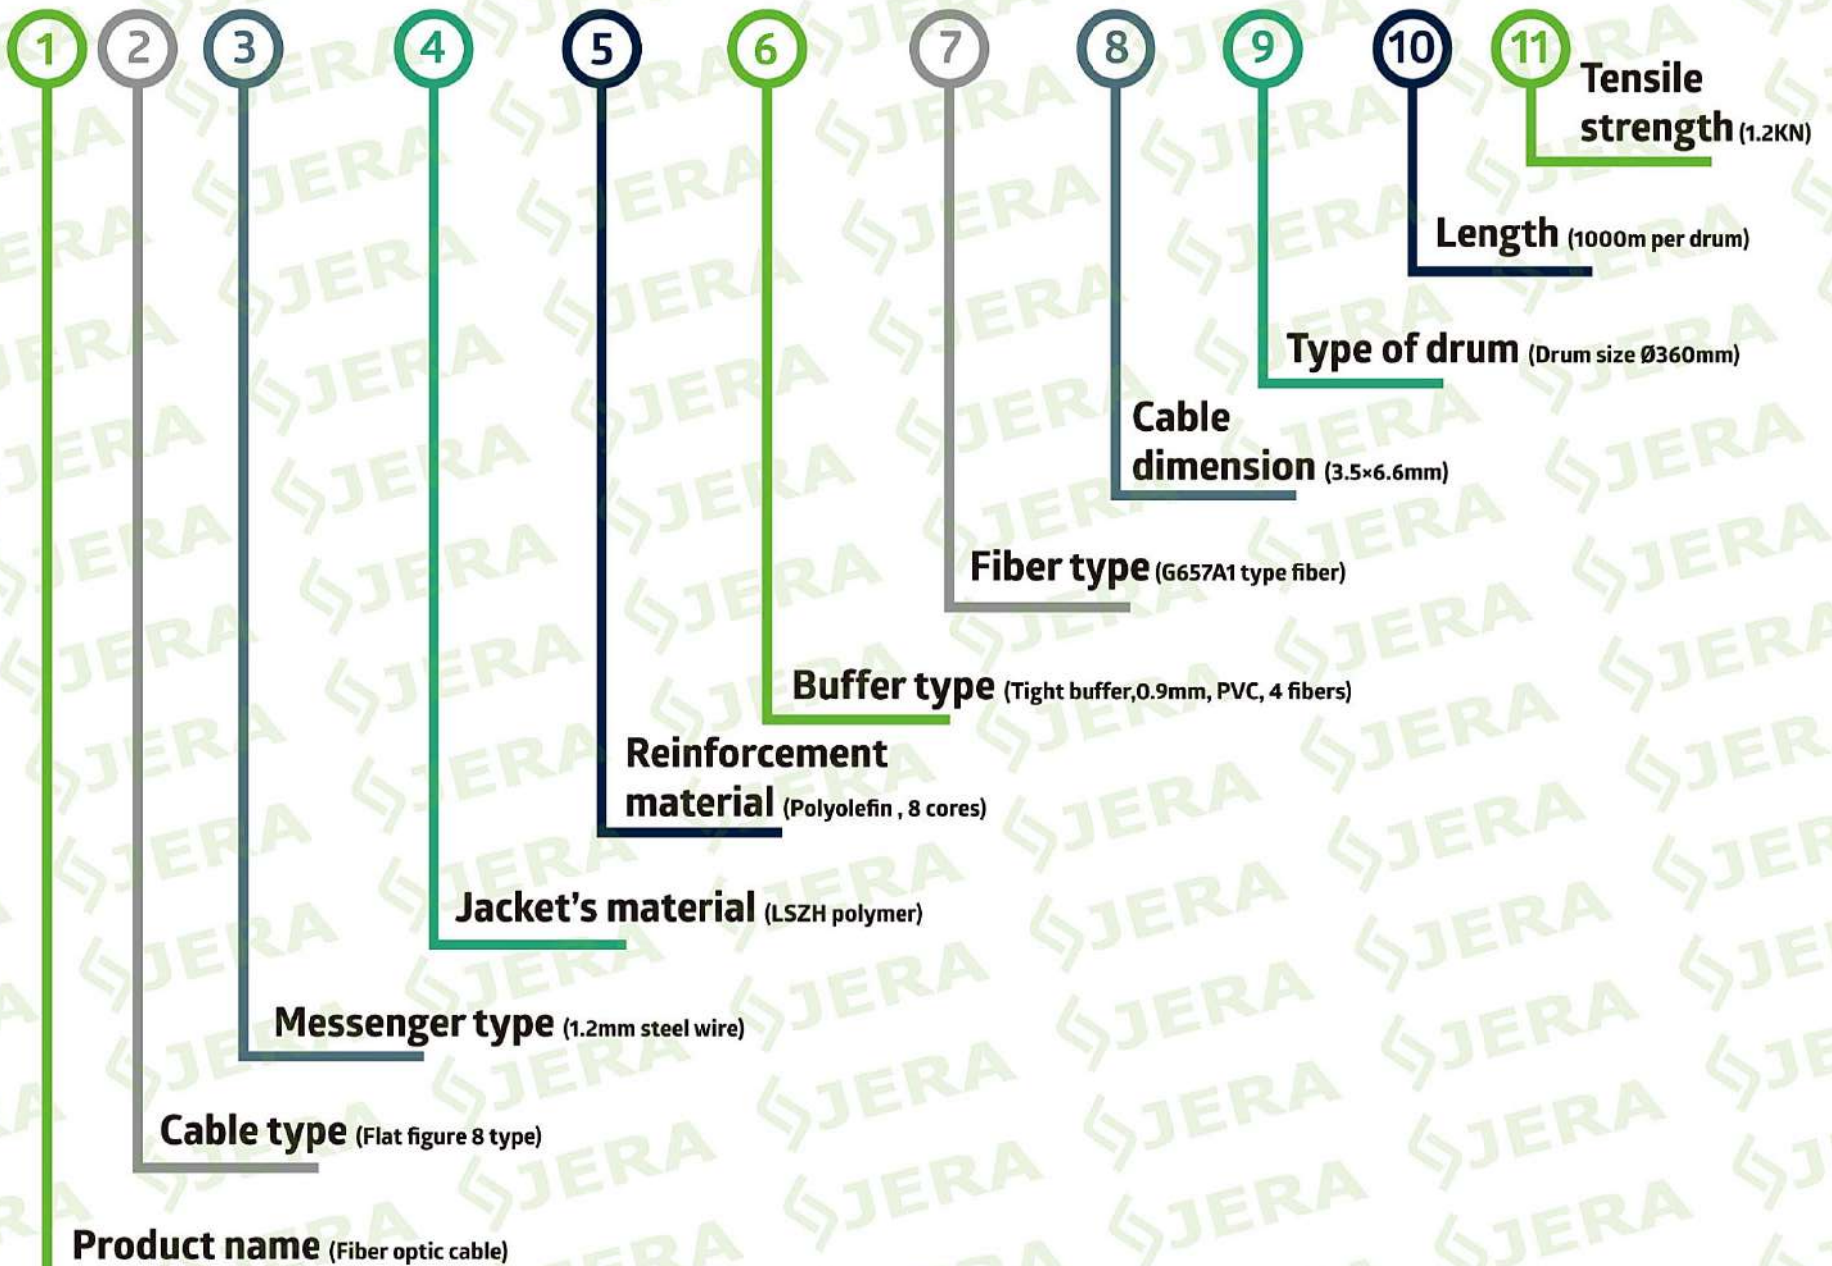 1 2 3 4 5 6 7 8 9 10 11
Tensile
strength (1.2KN)
Length (1000m per drum)
Type of drum (Drum size Ø360mm)
Cable
dimension (3.5×6.6mm)
Fiber type (G657A1 type fiber)
Buffer type (Tight buffer,0.9mm, PVC, 4 fibers)
Reinforcement
material (Polyolefin , 8 cores)
Jacket's material (LSZH polymer)
Messenger type (1.2mm steel wire)
Cable type (Flat figure 8 type)
Product name (Fiber optic cable)
JERA